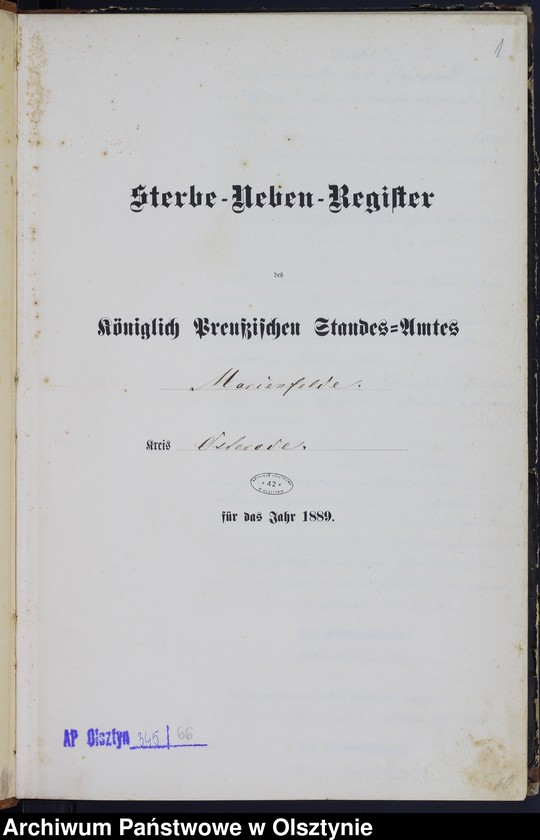 1
Sterbe-Neben-Register
des
Königlich Preußischen Standes-Amtes
Marienfelde.
Kreis Osterode.
42
für das Jahr 1889.
AP Olsztyn 345/66
Archiwum Państwowe w Olsztynie